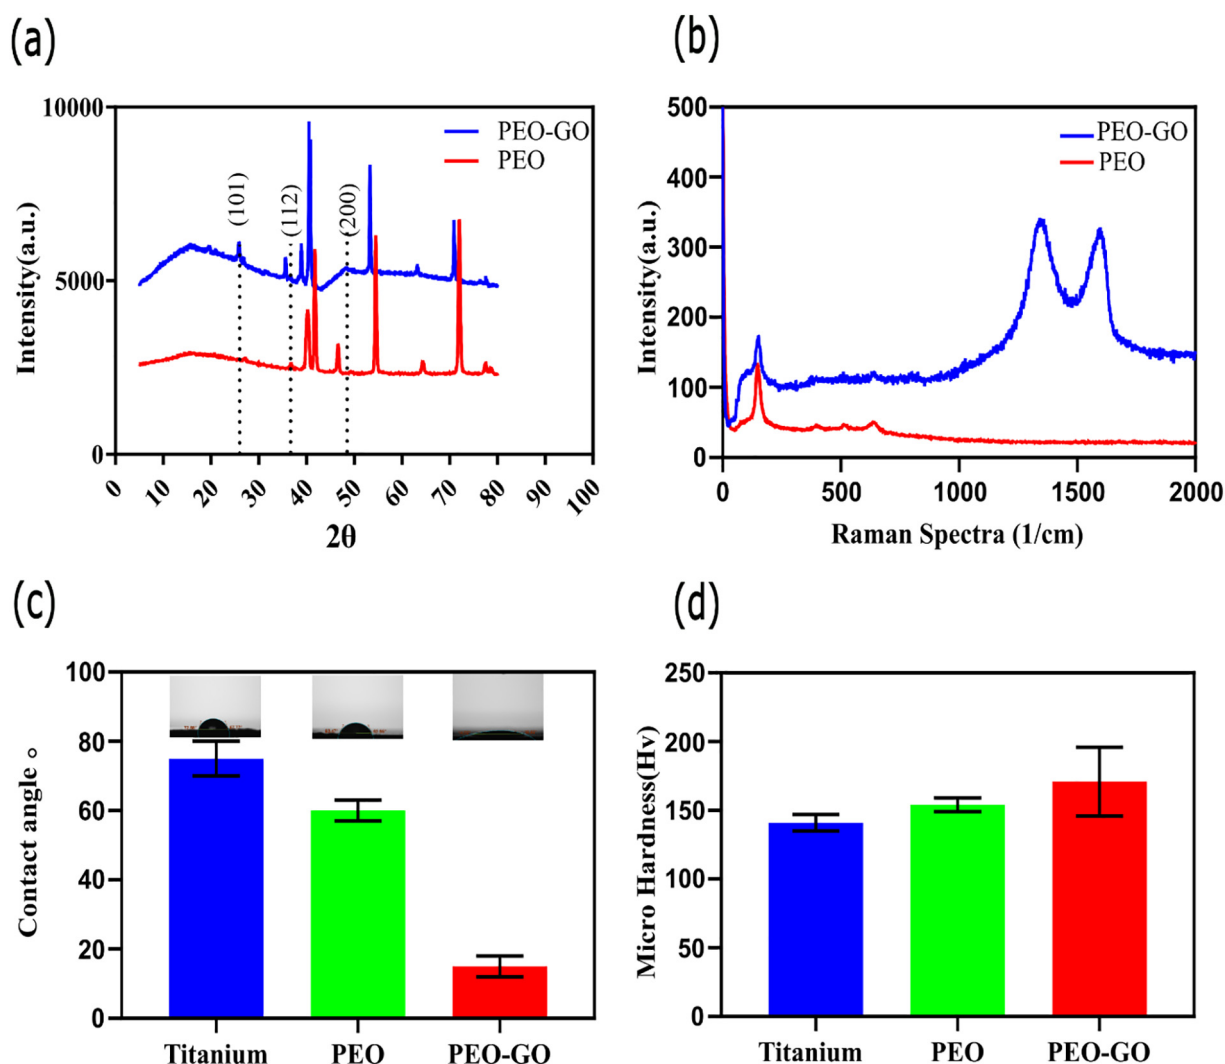 (a)
10000
5000
0
Intensity(a.u.)
PEO-GO
PEO
(101)
(112)
(200)
0 10 20 30 40 50 60 70 80 90 100
2θ
(b)
500
400
300
200
100
0
Intensity(a.u.)
PEO-GO
PEO
0 500 1000 1500 2000
Raman Spectra (1/cm)
(c)
100
80
60
40
20
0
Contact angle °
Titanium PEO PEO-GO
(d)
250
200
150
100
50
0
Micro Hardness(Hv)
Titanium PEO PEO-GO